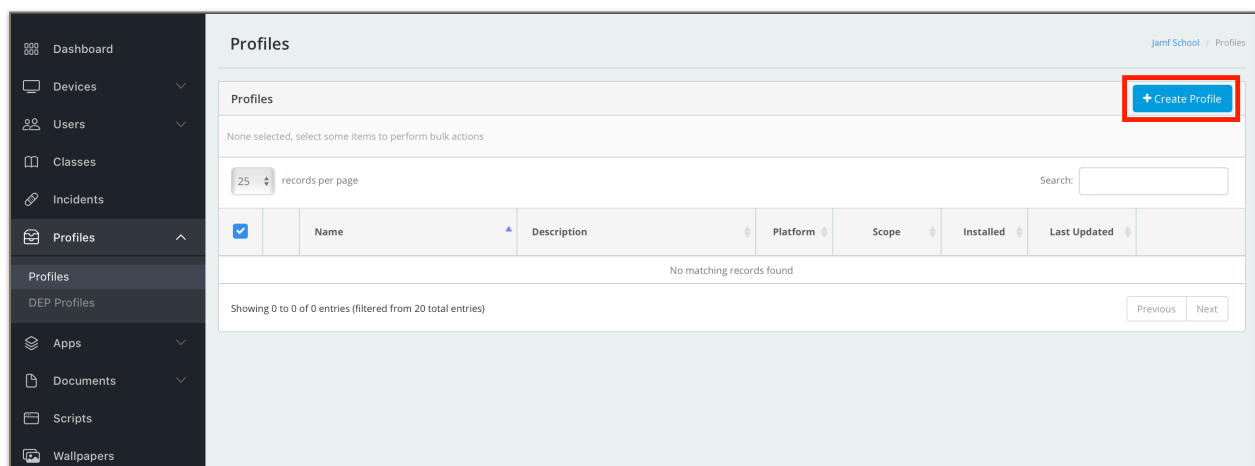 Dashboard
Devices
Users
Classes
Incidents
Profiles
Profiles
DEP Profiles
Apps
Documents
Scripts
Wallpapers
Profiles
Jamf School / Profiles
Profiles
+ Create Profile
None selected, select some items to perform bulk actions
25 records per page
Search:
Name Description Platform Scope Installed Last Updated
No matching records found
Showing 0 to 0 of 0 entries (filtered from 20 total entries)
Previous Next